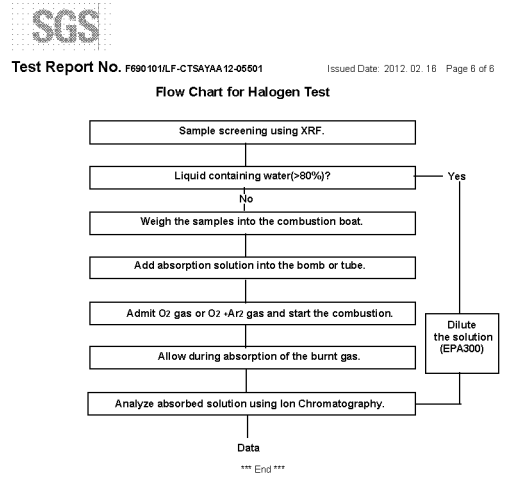 SGS
Test Report No. F690101/LF-CTSAYAA12-05501 Issued Date: 2012. 02. 16 Page 6 of 6
Flow Chart for Halogen Test
Sample screening using XRF.
Liquid containing water(>80%)?
Yes
No
Weigh the samples into the combustion boat.
Add absorption solution into the bomb or tube.
Admit O2 gas or O2 +Ar2 gas and start the combustion.
Dilute
the solution
(EPA300)
Allow during absorption of the burnt gas.
Analyze absorbed solution using Ion Chromatography.
Data
*** End ***